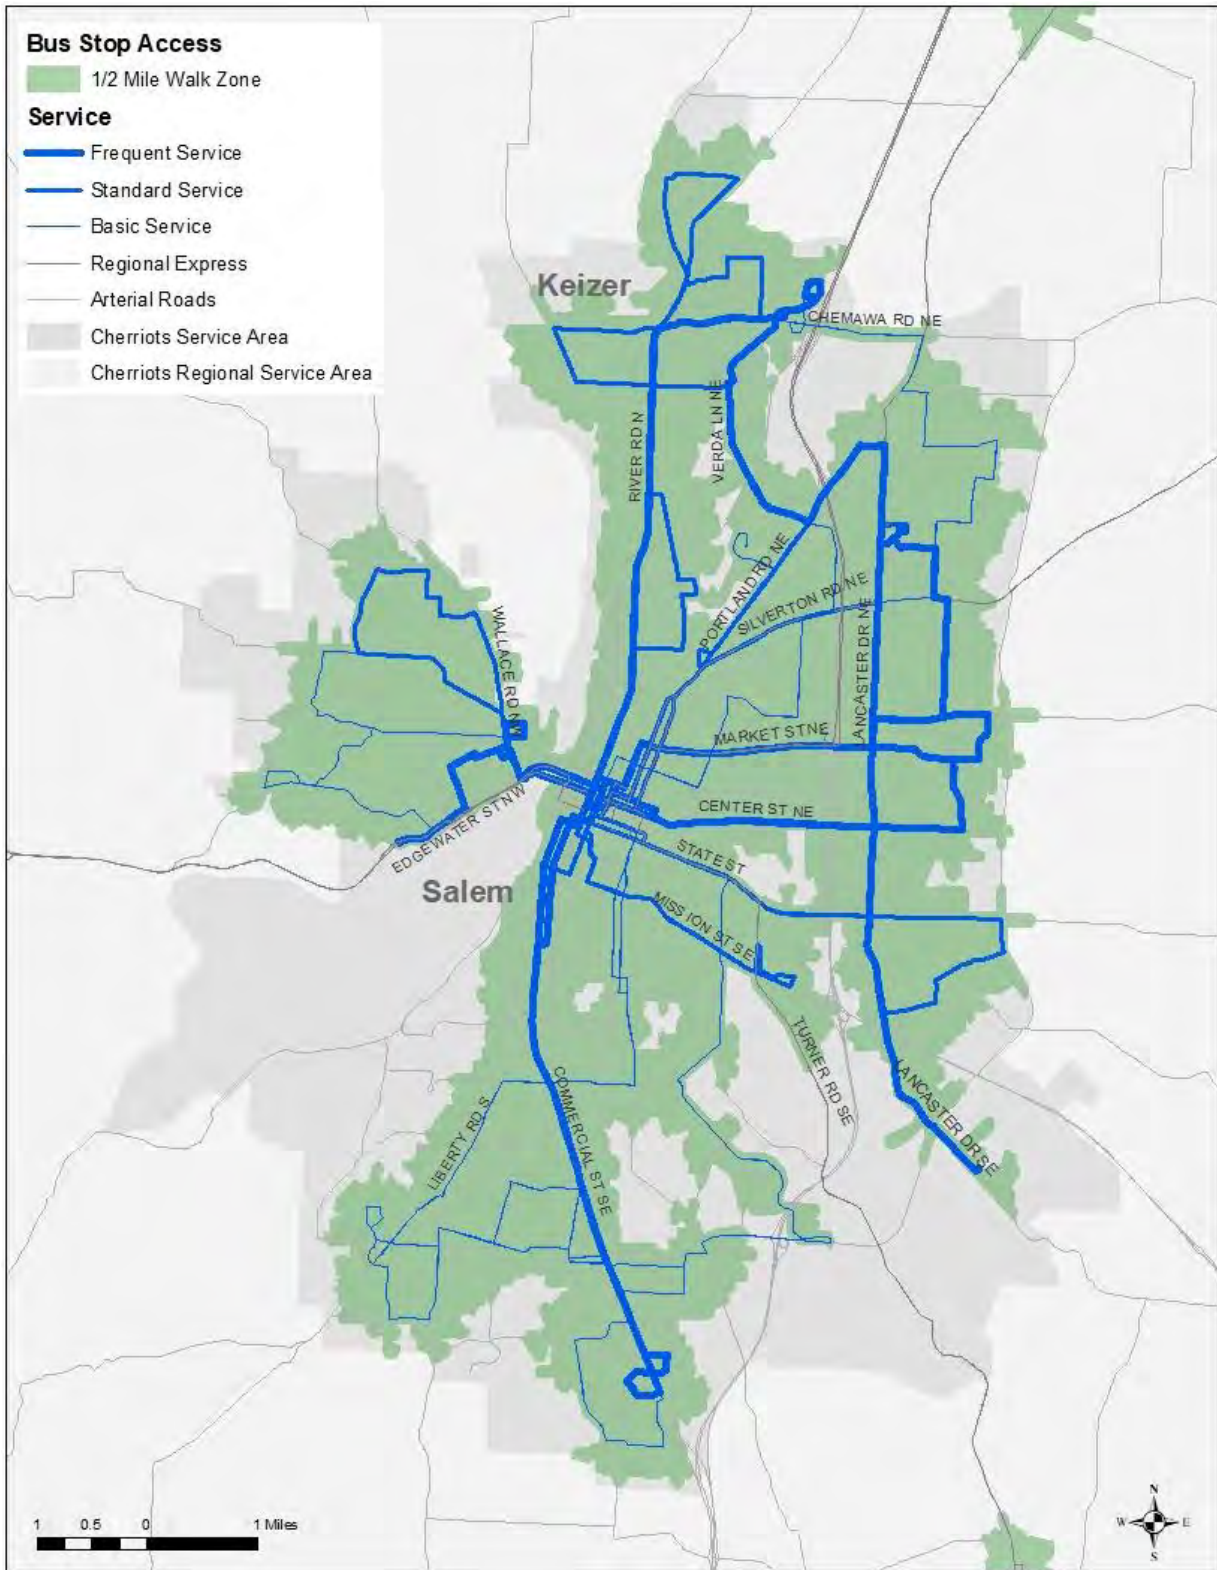 Bus Stop Access
1/2 Mile Walk Zone
Service
Frequent Service
Standard Service
Basic Service
Regional Express
Arterial Roads
Cherriots Service Area
Cherriots Regional Service Area
Keizer
CHEMAWA RD NE
RIVER RD N
VERDA LN NE
PORTLAND RD NE
SILVERTON RD NE
LANCASTER DR NE
WALLACE RD NW
MARKET ST NE
CENTER ST NE
EDGEWATER ST NW
STATE ST
Salem
MISSION ST SE
TURNER RD SE
LANCASTER DR SE
COMMERCIAL ST SE
LIBERTY RD S
1 0.5 0 1 Miles
N
W E
S